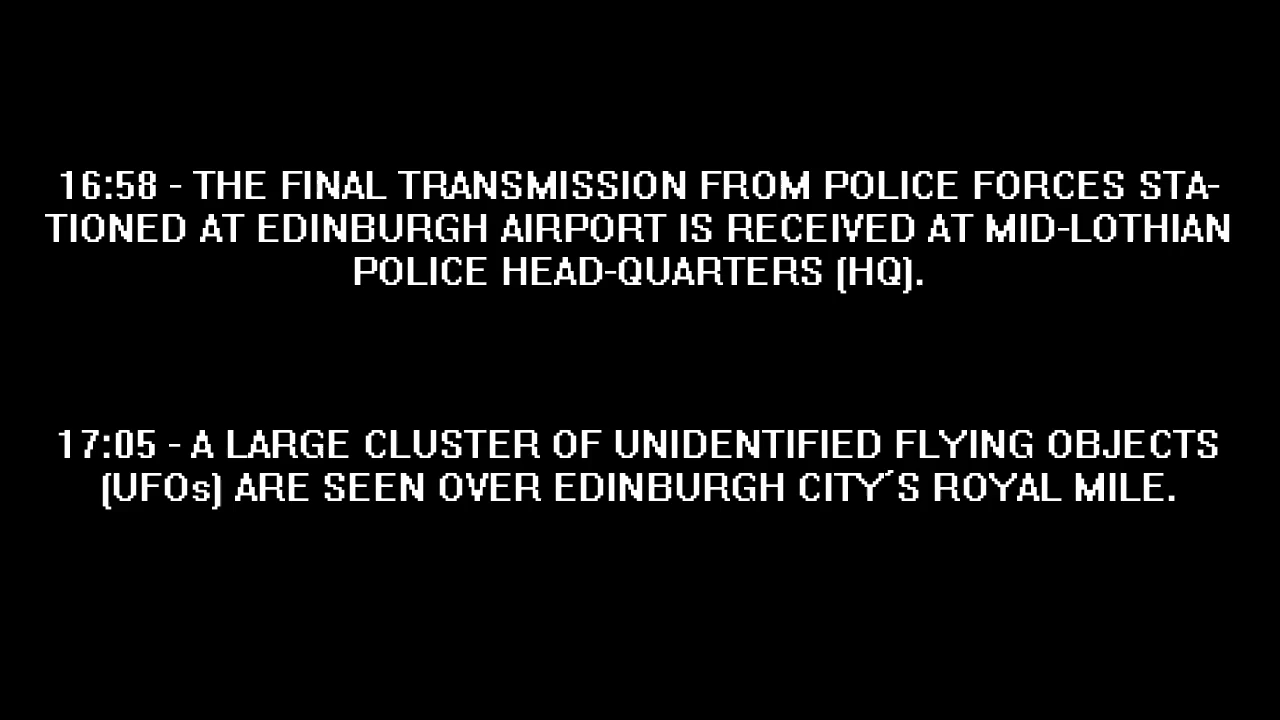 16:58 - THE FINAL TRANSMISSION FROM POLICE FORCES STA-
TIONED AT EDINBURGH AIRPORT IS RECEIVED AT MID-LOTHIAN
POLICE HEAD-QUARTERS (HQ).
17:05 - A LARGE CLUSTER OF UNIDENTIFIED FLYING OBJECTS
(UFOs) ARE SEEN OVER EDINBURGH CITY´S ROYAL MILE.